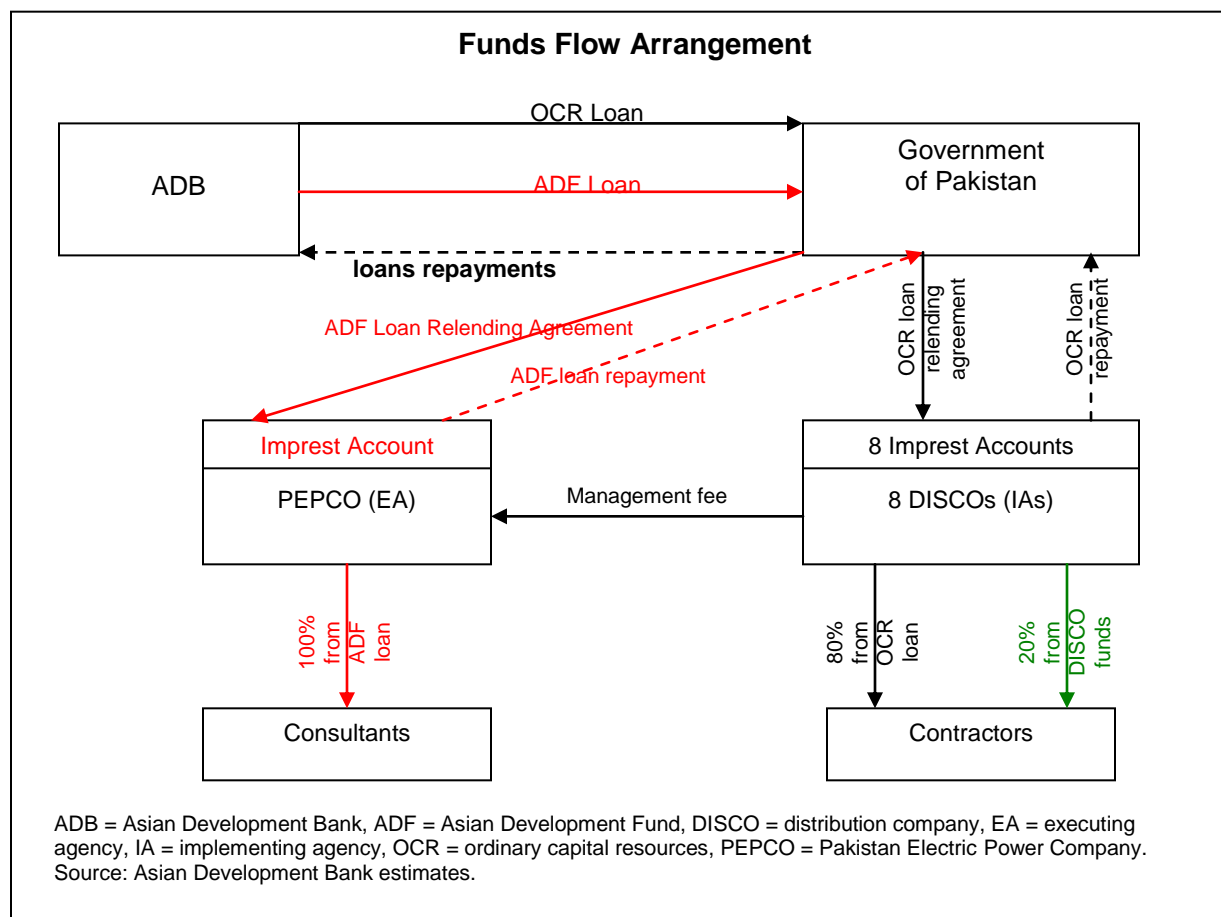 Funds Flow Arrangement
OCR Loan
ADB
Government
of Pakistan
ADF Loan
loans repayments
ADF Loan Relending Agreement
ADF loan repayment
OCR loan
relending
agreement
OCR loan
repayment
Imprest Account
8 Imprest Accounts
PEPCO (EA)
Management fee
8 DISCOs (IAs)
100%
from
ADF
loan
80%
from
OCR
loan
20%
from
DISCO
funds
Consultants
Contractors
ADB = Asian Development Bank, ADF = Asian Development Fund, DISCO = distribution company, EA = executing
agency, IA = implementing agency, OCR = ordinary capital resources, PEPCO = Pakistan Electric Power Company.
Source: Asian Development Bank estimates.